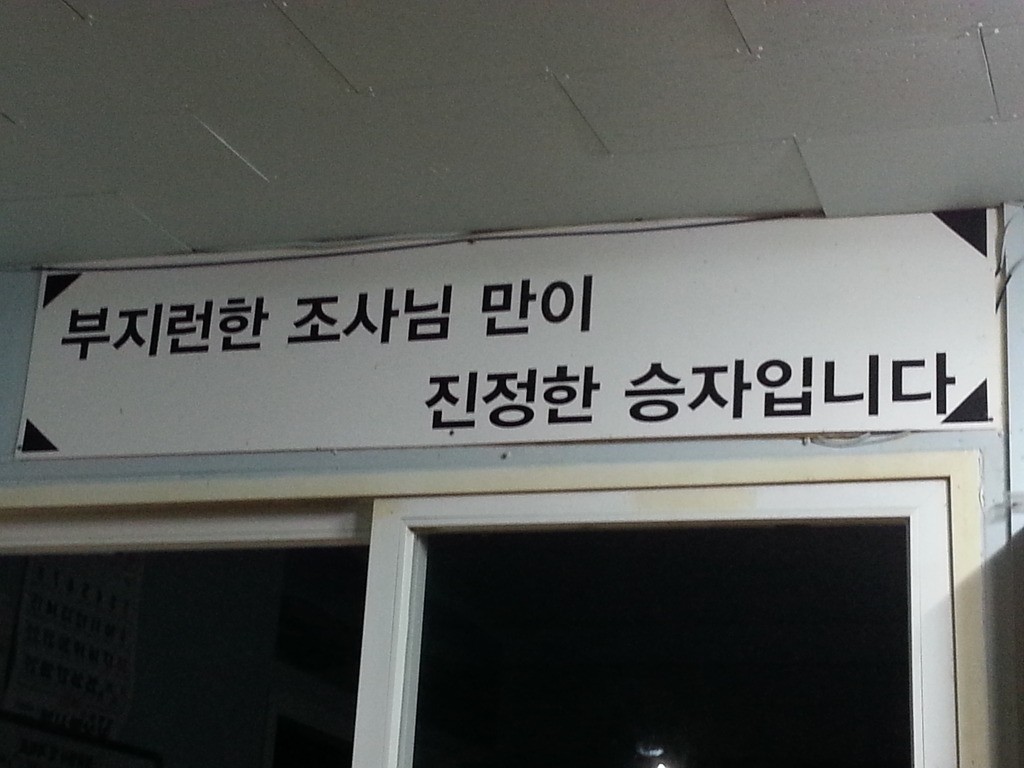 부지런한 조사님 만이
진정한 승자입니다